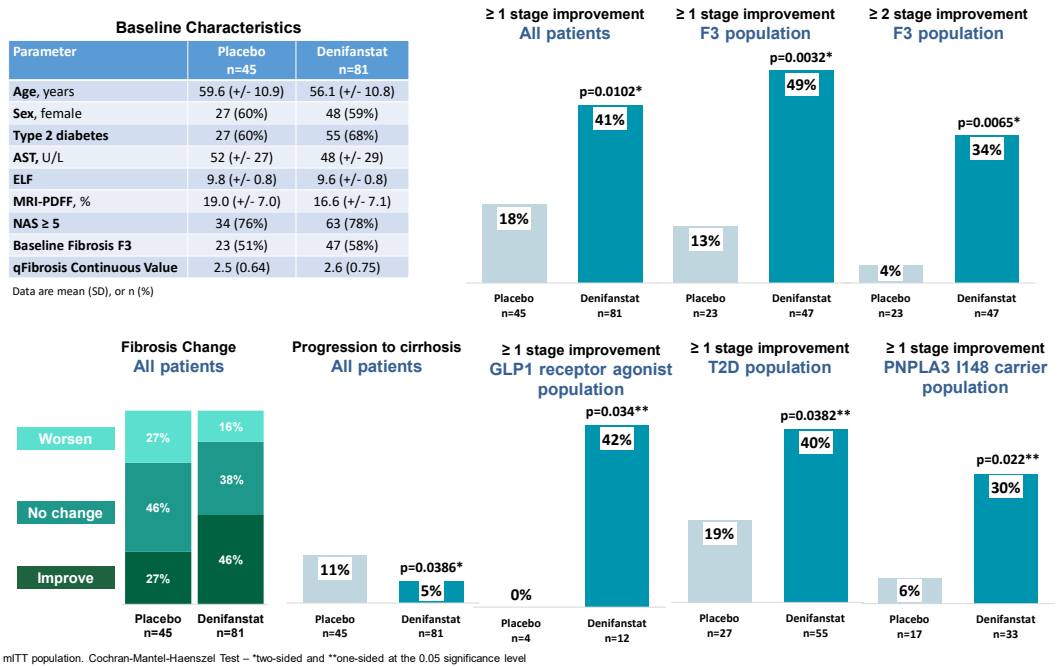 Baseline Characteristics
Parameter Placebo n=45 Denifanstat n=81
Age, years 59.6 (+/- 10.9) 56.1 (+/- 10.8)
Sex, female 27 (60%) 48 (59%)
Type 2 diabetes 27 (60%) 55 (68%)
AST, U/L 52 (+/- 27) 48 (+/- 29)
ELF 9.8 (+/- 0.8) 9.6 (+/- 0.8)
MRI-PDFF, % 19.0 (+/- 7.0) 16.6 (+/- 7.1)
NAS ≥ 5 34 (76%) 63 (78%)
Baseline Fibrosis F3 23 (51%) 47 (58%)
qFibrosis Continuous Value 2.5 (0.64) 2.6 (0.75)
Data are mean (SD), or n (%)
≥ 1 stage improvement
All patients
p=0.0102*
18%
41%
Placebo
n=45
Denifanstat
n=81
≥ 1 stage improvement
F3 population
p=0.0032*
13%
49%
Placebo
n=23
Denifanstat
n=47
≥ 2 stage improvement
F3 population
p=0.0065*
4%
34%
Placebo
n=23
Denifanstat
n=47
Fibrosis Change
All patients
Worsen
No change
Improve
27%
46%
27%
16%
38%
46%
Placebo
n=45
Denifanstat
n=81
Progression to cirrhosis
All patients
p=0.0386*
11%
5%
Placebo
n=45
Denifanstat
n=81
≥ 1 stage improvement
GLP1 receptor agonist
population
p=0.034**
0%
42%
Placebo
n=4
Denifanstat
n=12
≥ 1 stage improvement
T2D population
p=0.0382**
19%
40%
Placebo
n=27
Denifanstat
n=55
≥ 1 stage improvement
PNPLA3 I148 carrier
population
p=0.022**
6%
30%
Placebo
n=17
Denifanstat
n=33
mITT population. Cochran-Mantel-Haenszel Test – *two-sided and **one-sided at the 0.05 significance level